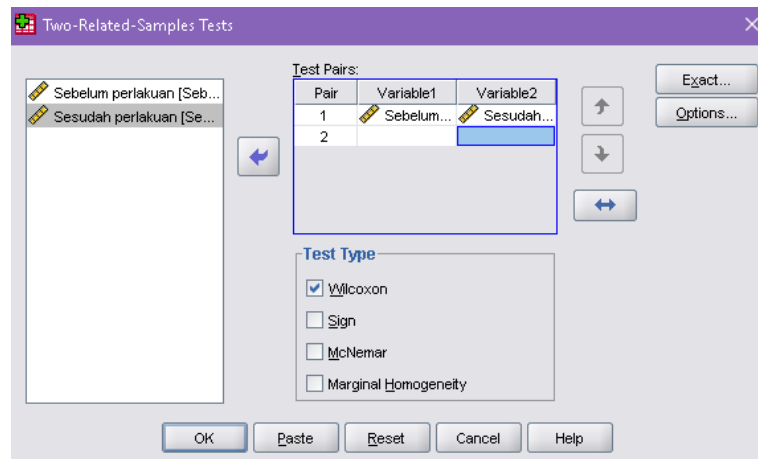 Two-Related-Samples Tests
Test Pairs:
Sebelum perlakuan [Seb...
Sesudah perlakuan [Se...
Pair Variable1 Variable2
1 Sebelum... Sesudah...
2
Exact...
Options...
Test Type
Wilcoxon
Sign
McNemar
Marginal Homogeneity
OK Paste Reset Cancel Help